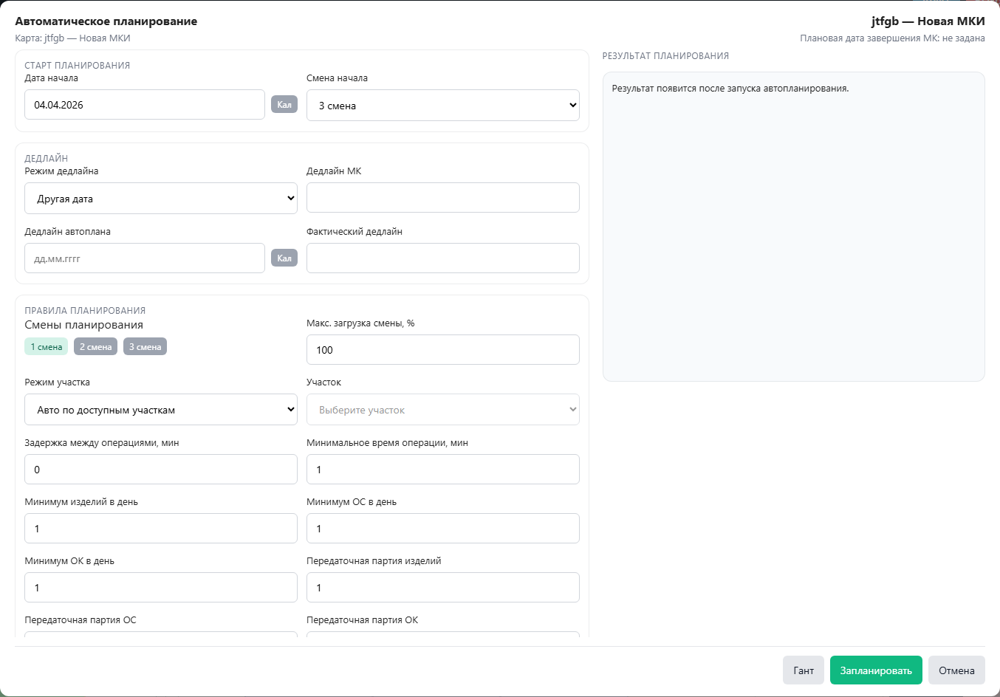 Автоматическое планирование
Карта: jtfgb — Новая МКИ
jtfgb — Новая МКИ
Плановая дата завершения МК: не задана
СТАРТ ПЛАНИРОВАНИЯ
Дата начала
Смена начала
04.04.2026
Кал
3 смена
ДЕДЛАЙН
Режим дедлайна
Дедлайн МК
Другая дата
Дедлайн автоплана
Фактический дедлайн
дд.мм.гггг
Кал
ПРАВИЛА ПЛАНИРОВАНИЯ
Смены планирования
Макс. загрузка смены, %
1 смена
2 смена
3 смена
100
Режим участка
Участок
Авто по доступным участкам
Выберите участок
Задержка между операциями, мин
Минимальное время операции, мин
0
1
Минимум изделий в день
Минимум ОС в день
1
1
Минимум ОК в день
Передаточная партия изделий
1
1
Передаточная партия ОС
Передаточная партия ОК
РЕЗУЛЬТАТ ПЛАНИРОВАНИЯ
Результат появится после запуска автопланирования.
Гант
Запланировать
Отмена